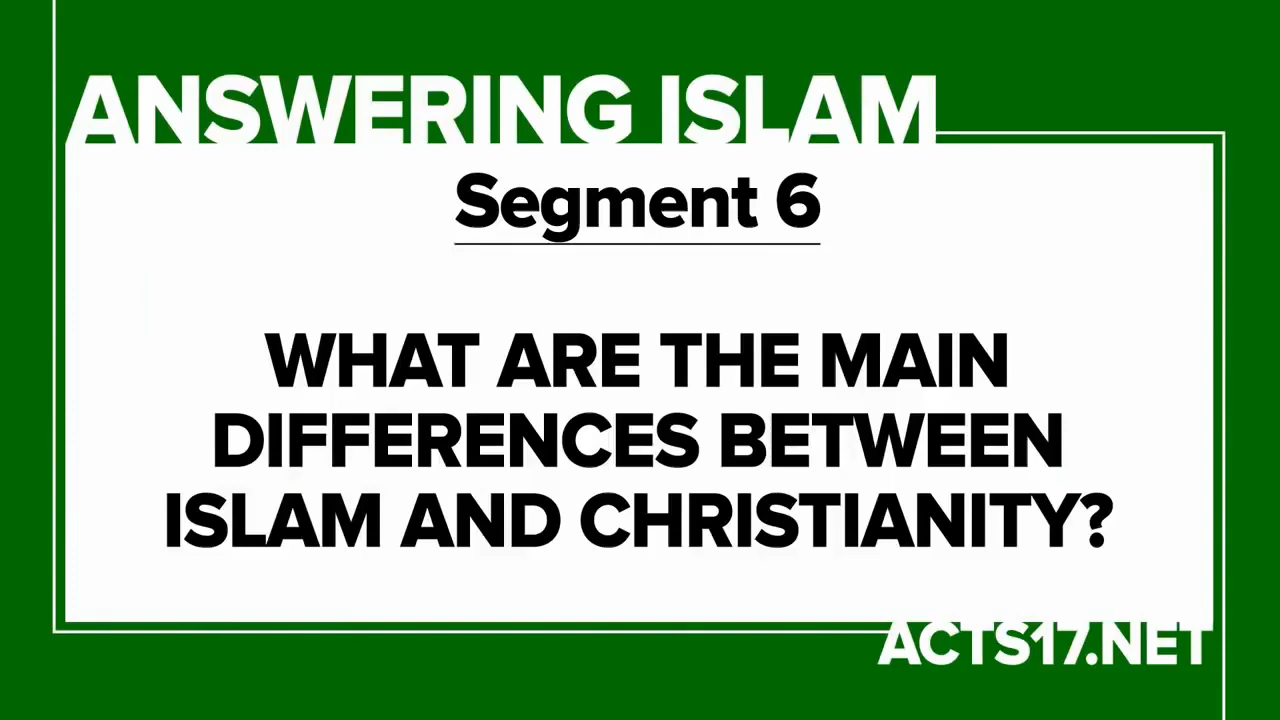 ANSWERING ISLAM
Segment 6
WHAT ARE THE MAIN
DIFFERENCES BETWEEN
ISLAM AND CHRISTIANITY?
ACTS17.NET